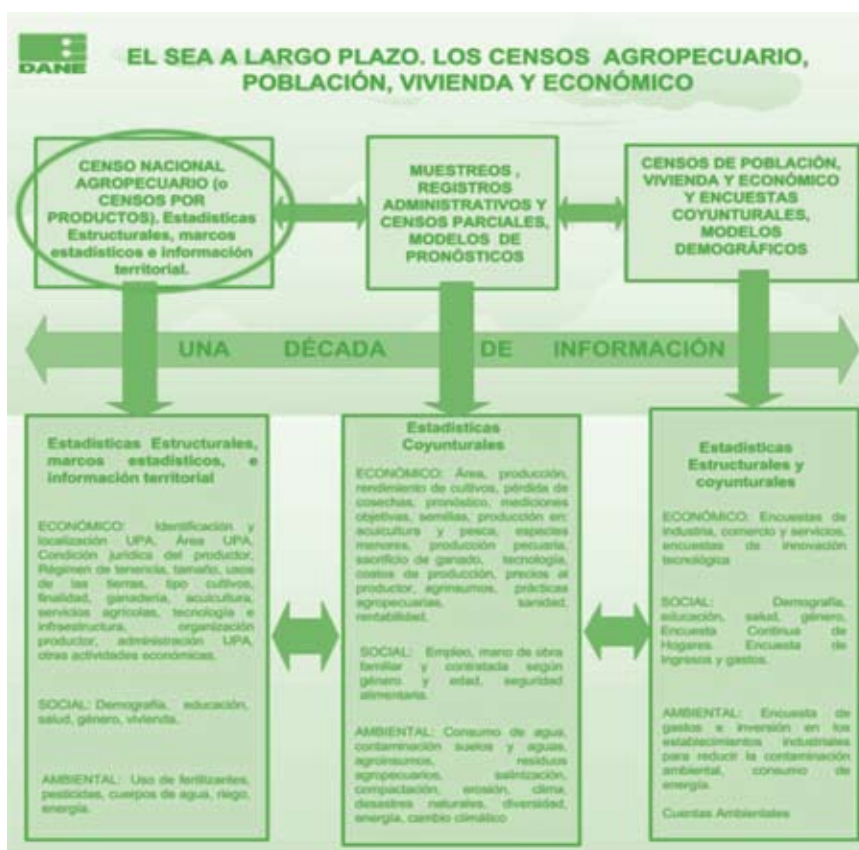 DANE
EL SEA A LARGO PLAZO. LOS CENSOS AGROPECUARIO,
POBLACIÓN, VIVIENDA Y ECONÓMICO
CENSO NACIONAL
AGROPECUARIO (o
CENSOS POR
PRODUCTOS). Estadísticas
Estructurales, marcos
estadísticos e información
territorial.
MUESTREOS ,
REGISTROS
ADMINISTRATIVOS Y
CENSOS PARCIALES,
MODELOS DE
PRONÓSTICOS
CENSOS DE POBLACIÓN,
VIVIENDA Y ECONÓMICO
Y ENCUESTAS
COYUNTURALES,
MODELOS
DEMOGRÁFICOS
UNA DÉCADA DE INFORMACIÓN
Estadísticas Estructurales,
marcos estadísticos, e
información territorial
ECONÓMICO: Identificación y
localización UPA, Área UPA,
Condición jurídica del productor,
Régimen de tenencia, tamaño, usos
de las tierras, tipo cultivos,
finalidad, ganadería, acuicultura,
servicios agrícolas, tecnología e
infraestructura, organización
productor, administración UPA,
otras actividades económicas.
SOCIAL: Demografía, educación,
salud, género, vivienda.
AMBIENTAL: Uso de fertilizantes,
pesticidas, cuerpos de agua, riego,
energía.
Estadísticas
Coyunturales
ECONÓMICO: Área, producción,
rendimiento de cultivos, pérdida de
cosechas, pronóstico, mediciones
objetivas, semillas, producción en:
acuicultura y pesca, especies
menores, producción pecuaria,
sacrificio de ganado, tecnología,
costos de producción, precios al
productor, agrinsumos, prácticas
agropecuarias, sanidad,
rentabilidad.
SOCIAL: Empleo, mano de obra
familiar y contratada según
género y edad, seguridad
alimentaria.
AMBIENTAL: Consumo de agua,
contaminación suelos y aguas,
agroinsumos, residuos
agropecuarios, salinización,
compactación, erosión, clima,
desastres naturales, diversidad,
energía, cambio climático
Estadísticas
Estructurales y
coyunturales
ECONÓMICO: Encuestas de
industria, comercio y servicios,
encuestas de innovación
tecnológica
SOCIAL: Demografía,
educación, salud, género,
Encuesta Continua de
Hogares. Encuesta de
Ingresos y gastos.
AMBIENTAL: Encuesta de
gastos e inversión en los
establecimientos industriales
para reducir la contaminación
ambiental, consumo de
energía.
Cuentas Ambientales